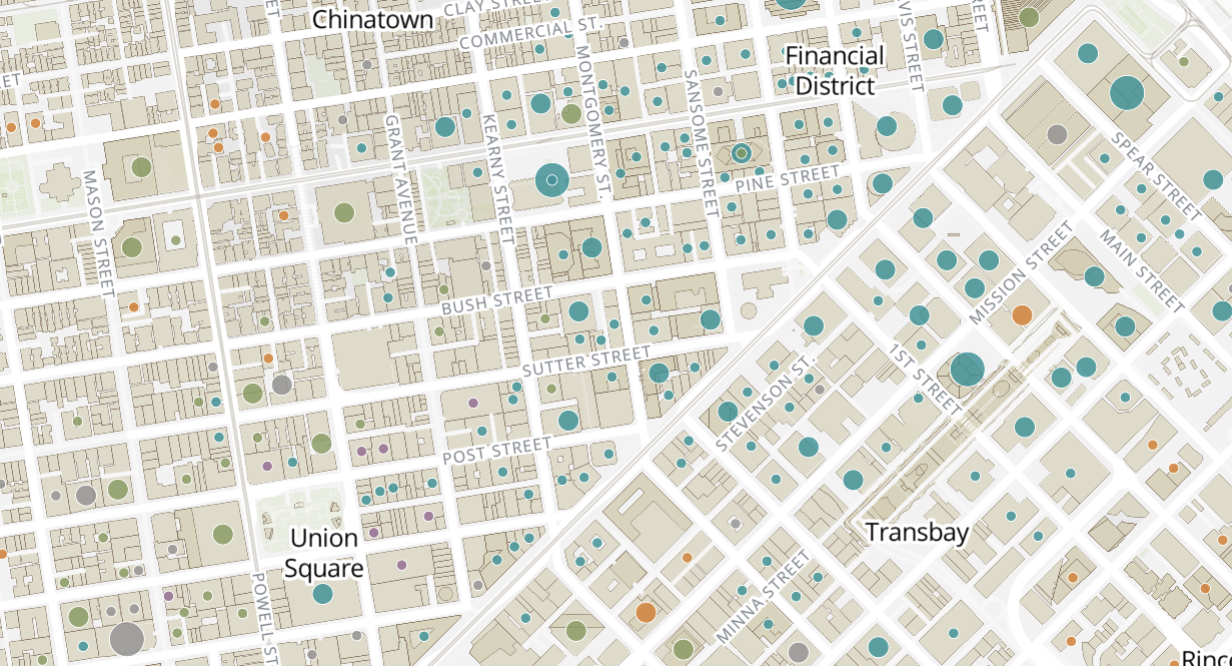 CLAY STREET
Chinatown
COMMERCIAL ST.
Financial
District
MONTGOMERY ST.
SANSOME STREET
GRANT AVENUE
KEARNY STREET
MASON STREET
SPEAR STREET
PINE STREET
MAIN STREET
MISSION STREET
BUSH STREET
SUTTER STREET
1ST STREET
STEVENSON ST.
POST STREET
Union
Square
Transbay
MINNA STREET
POWELL ST